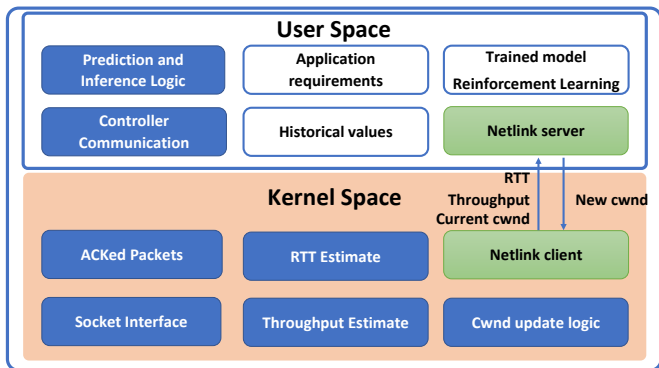 User Space
Prediction and
Inference Logic
Application
requirements
Trained model
Reinforcement Learning
Controller
Communication
Historical values
Netlink server
RTT
Throughput
Current cwnd
New cwnd
Kernel Space
ACKed Packets
RTT Estimate
Netlink client
Socket Interface
Throughput Estimate
Cwnd update logic